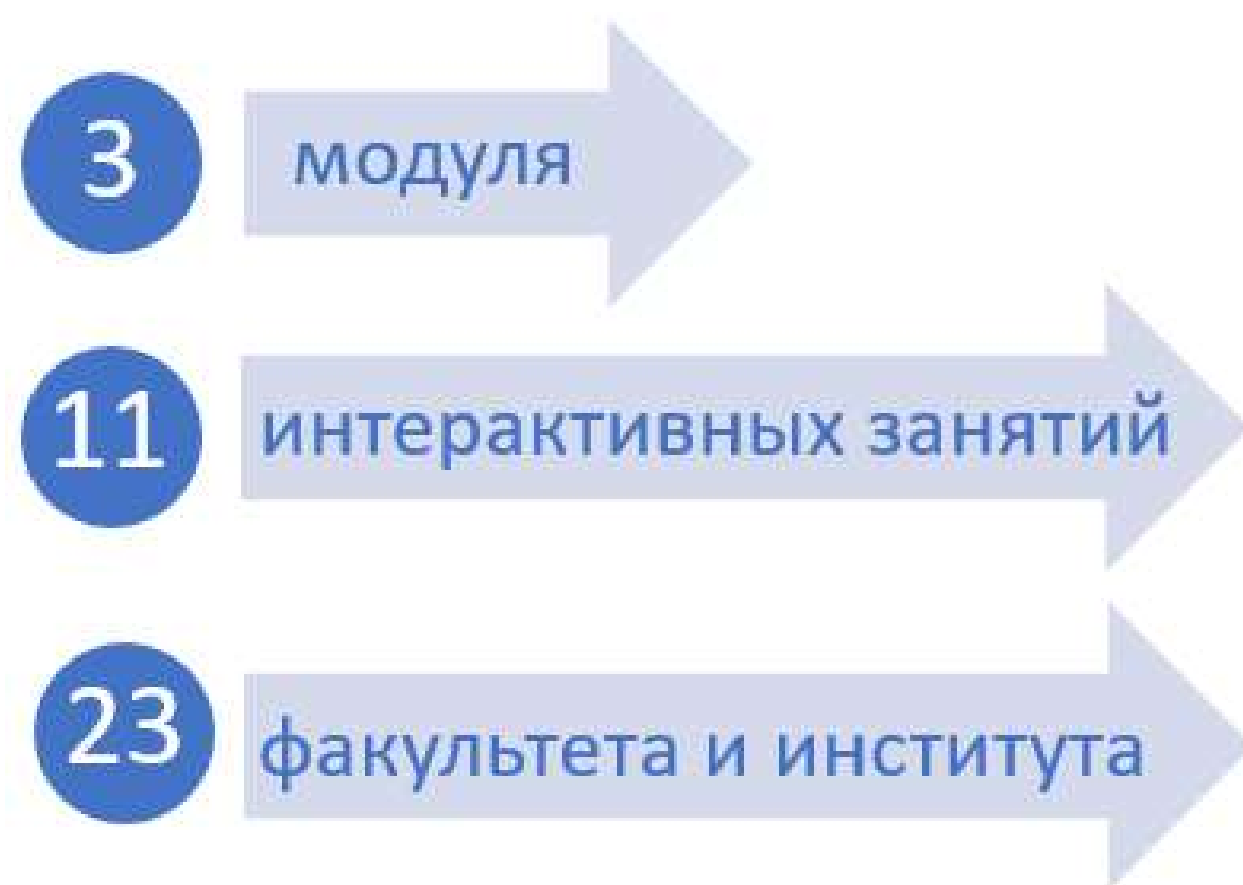 3 модуля
11 интерактивных занятий
23 факультета и института